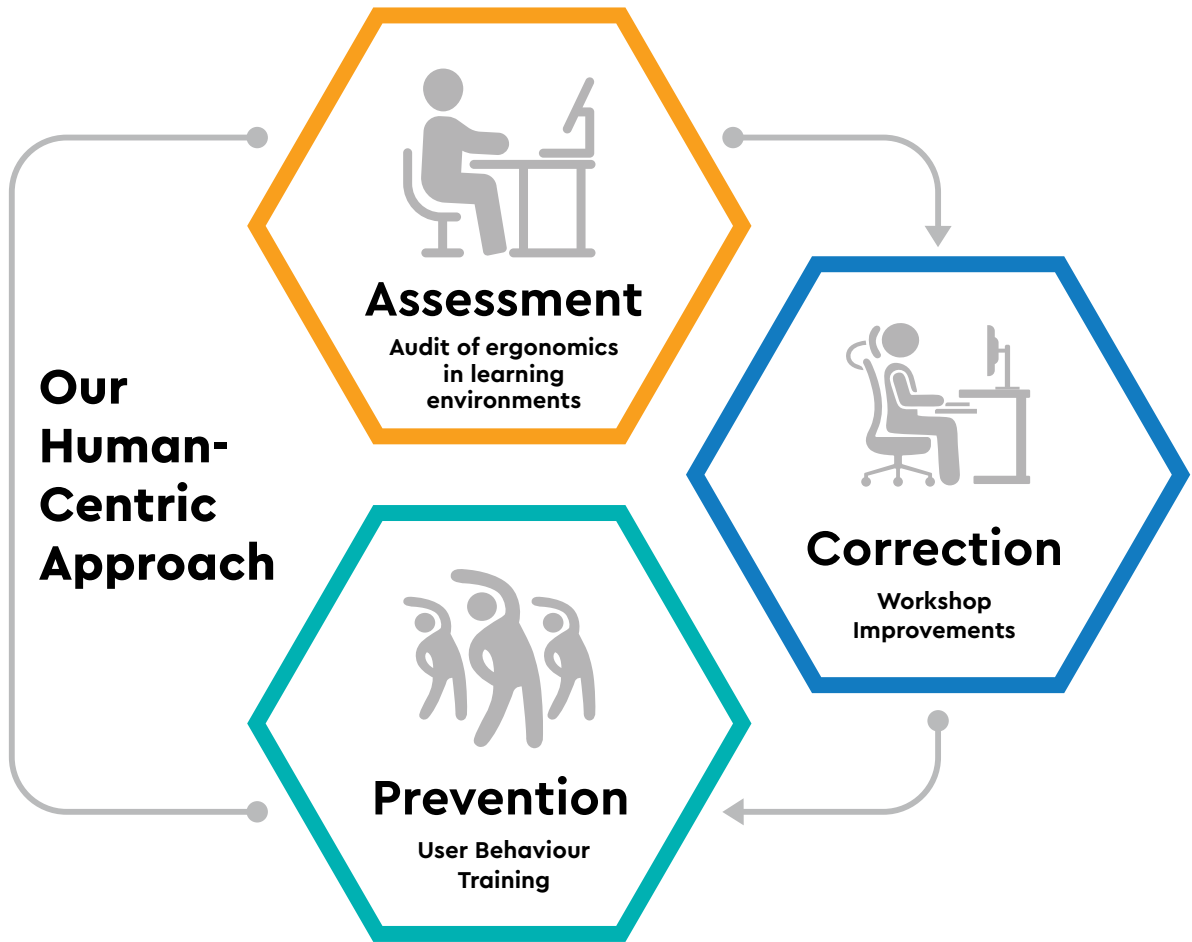 Our
Human-
Centric
Approach
Assessment
Audit of ergonomics
in learning
environments
Correction
Workshop
Improvements
Prevention
User Behaviour
Training